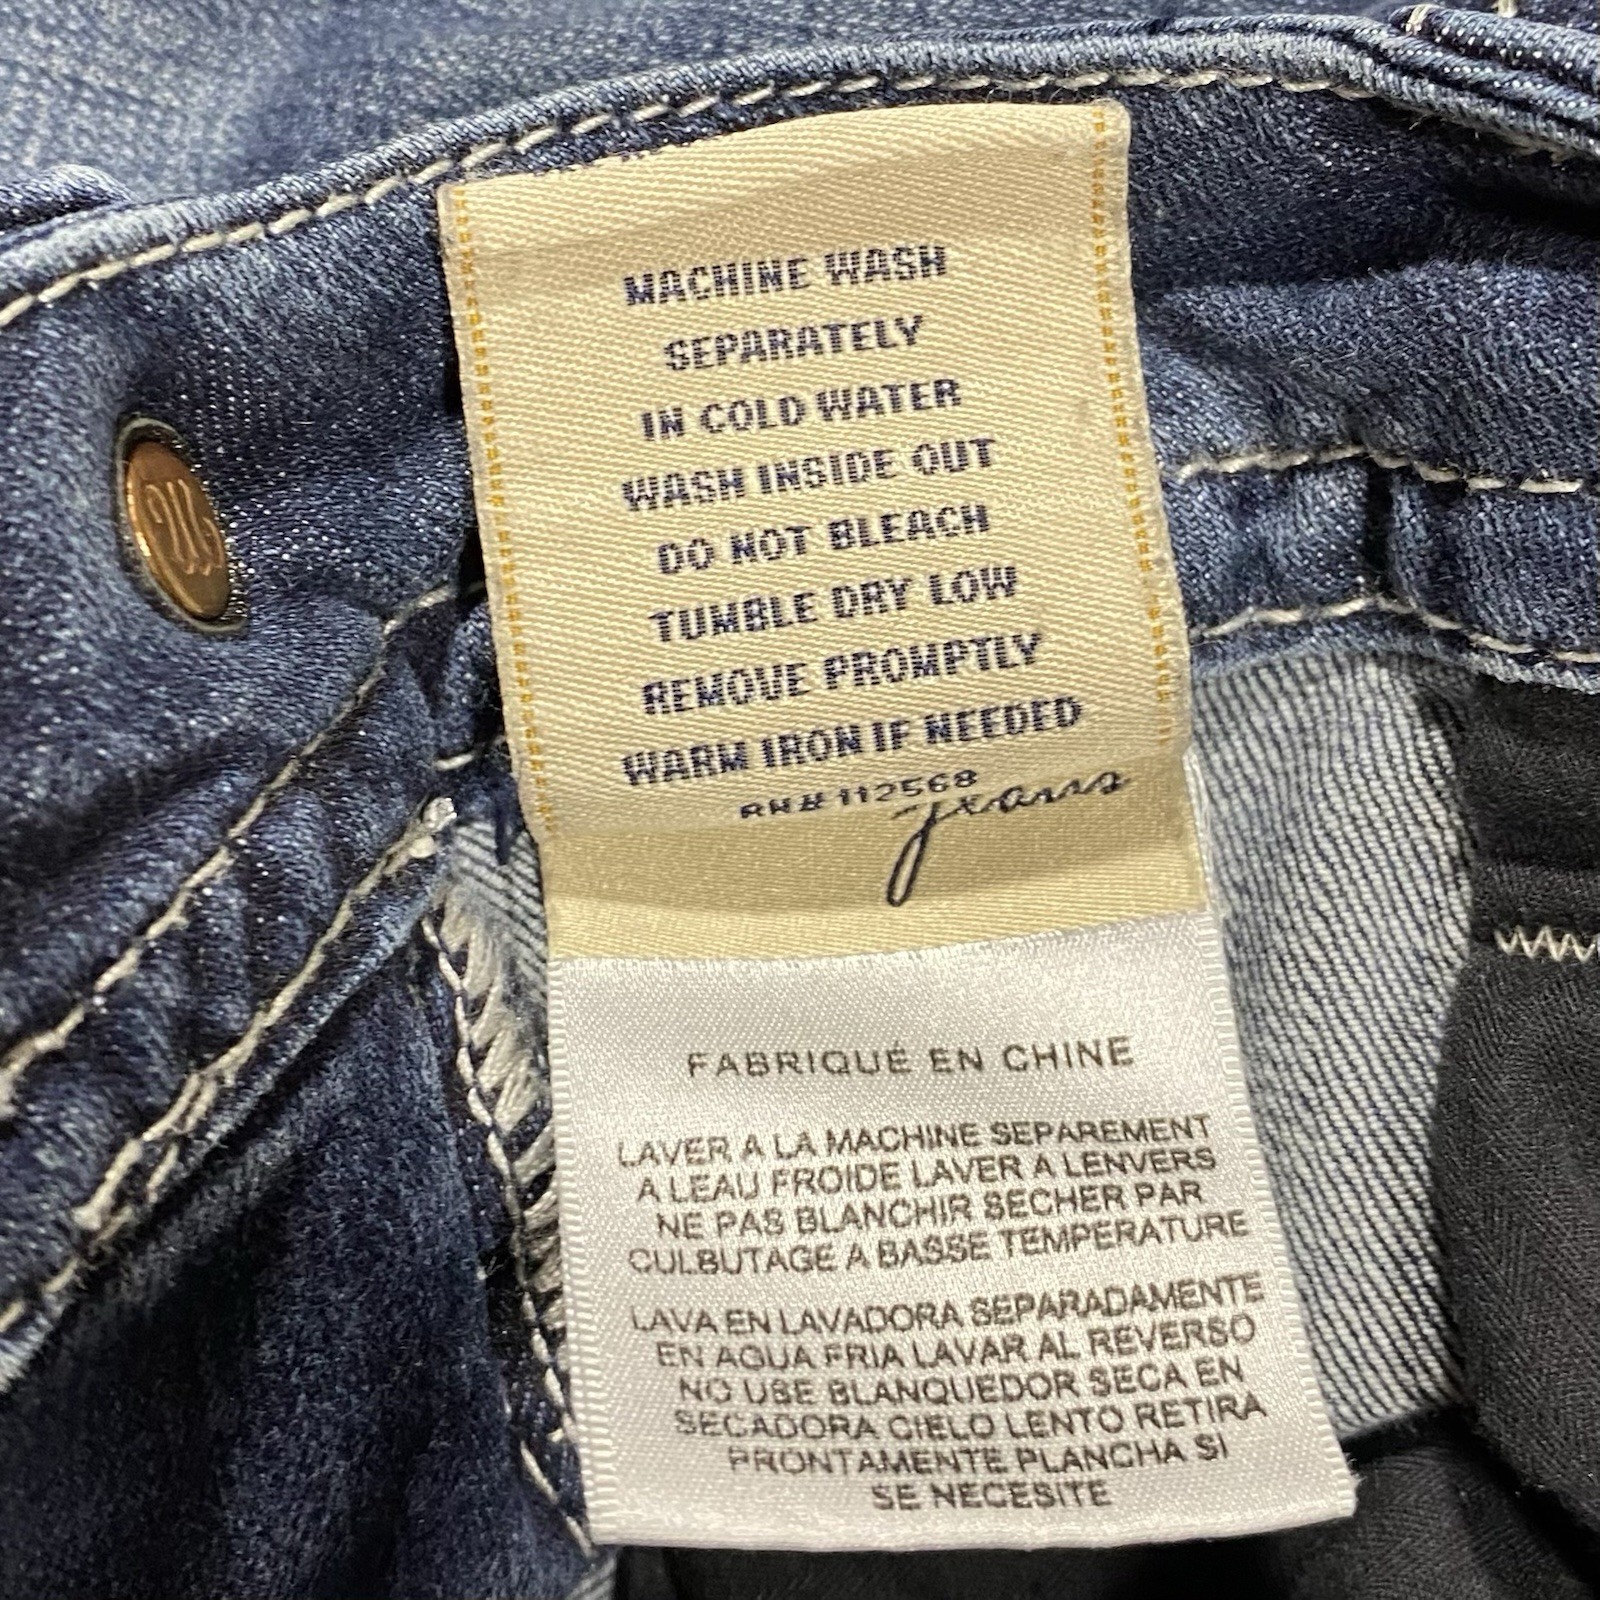 MACHINE WASH
SEPARATELY
IN COLD WATER
WASH INSIDE OUT
DO NOT BLEACH
TUMBLE DRY LOW
REMOVE PROMPTLY
WARM IRON IF NEEDED
RN# 112568
jeans
FABRIQUÉ EN CHINE
LAVER A LA MACHINE SEPAREMENT
A LEAU FROIDE LAVER A LENVERS
NE PAS BLANCHIR SECHER PAR
CULBUTAGE A BASSE TEMPERATURE
LAVA EN LAVADORA SEPARADAMENTE
EN AGUA FRIA LAVAR AL REVERSO
NO USE BLANQUEDOR SECA EN
SECADORA CIELO LENTO RETIRA
PRONTAMENTE PLANCHA SI
SE NECESITE